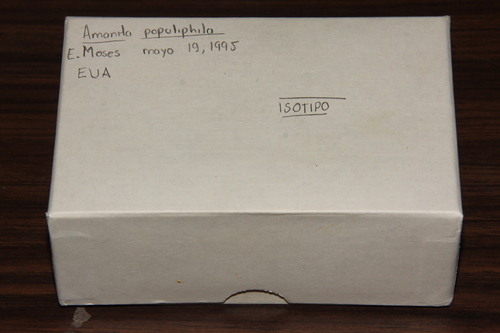 Amanita populiphila
E. Moses mayo 19, 1995
EUA
ISOTIPO